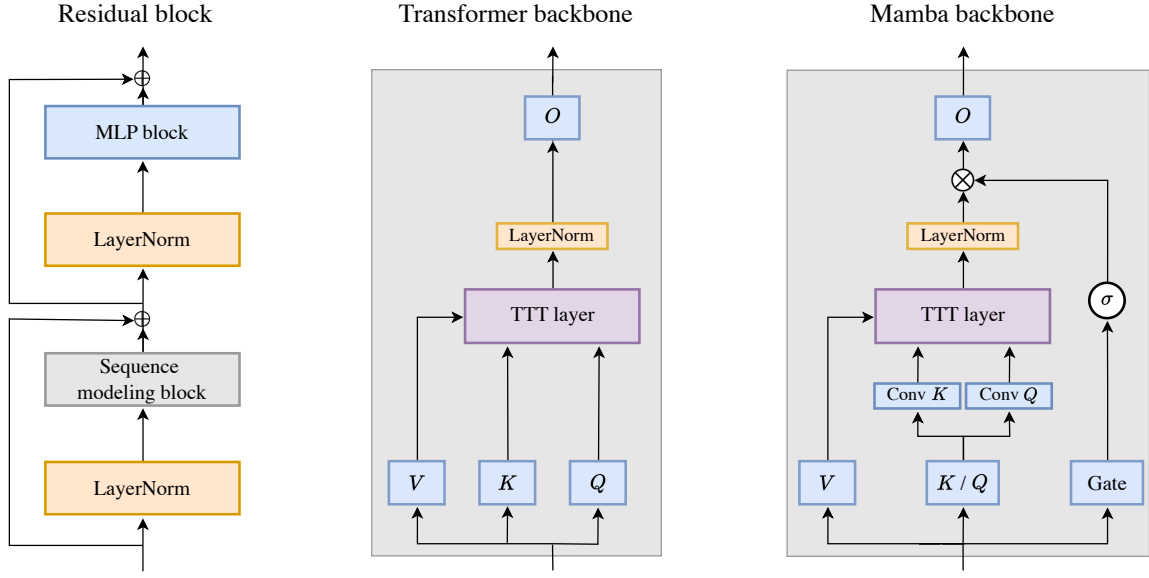 Residual block
MLP block
LayerNorm
Sequence
modeling block
LayerNorm
Transformer backbone
O
LayerNorm
TTT layer
V
K
Q
Mamba backbone
O
LayerNorm
σ
TTT layer
Conv K
Conv Q
V
K / Q
Gate